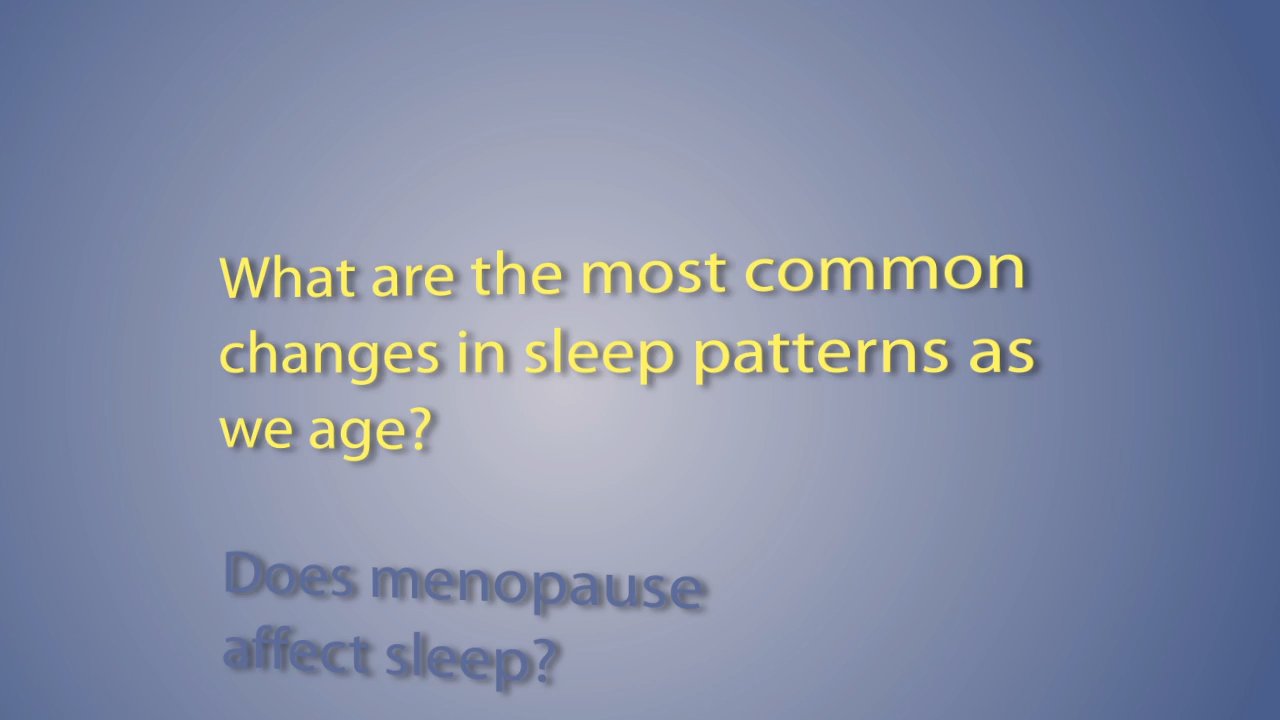 What are the most common
changes in sleep patterns as
we age?
Does menopause
affect sleep?